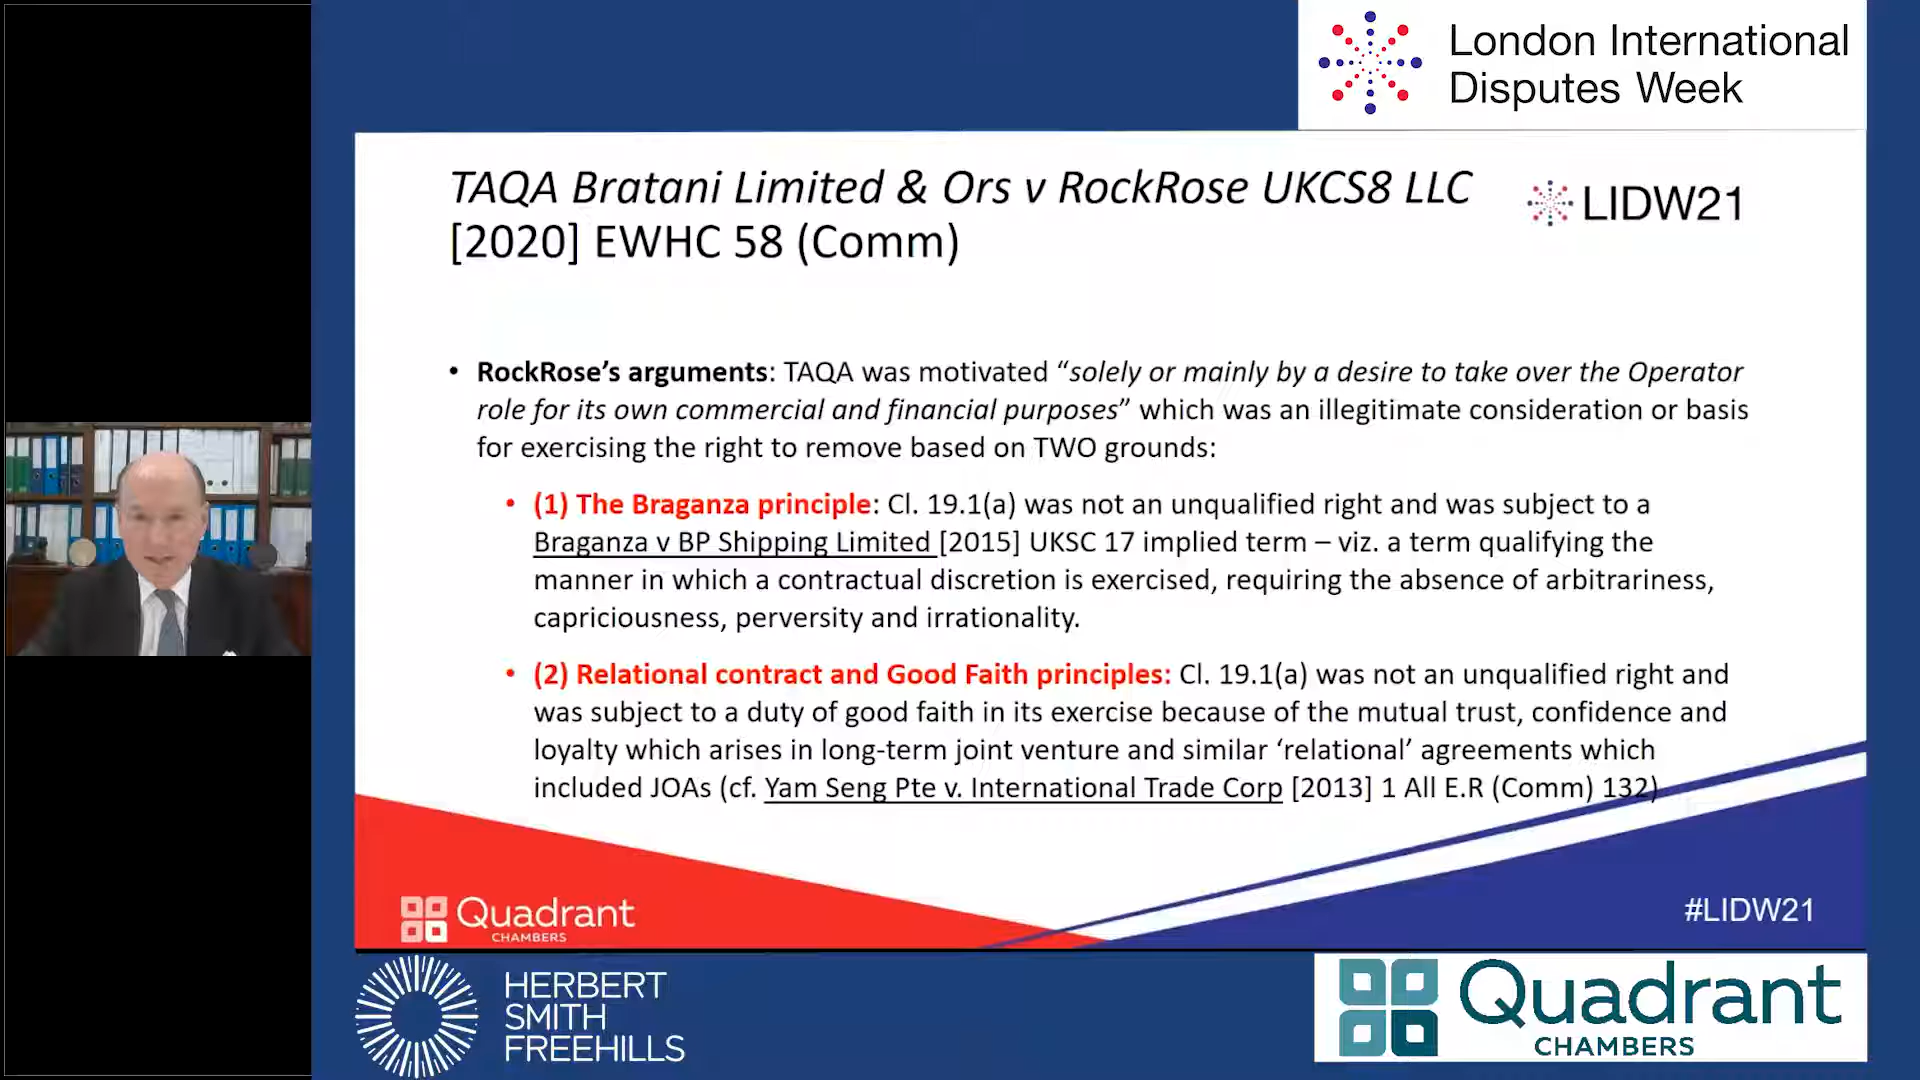 London International
Disputes Week
TAQA Bratani Limited & Ors v RockRose UKCS8 LLC
[2020] EWHC 58 (Comm)
LIDW21
• RockRose’s arguments: TAQA was motivated “solely or mainly by a desire to take over the Operator
role for its own commercial and financial purposes” which was an illegitimate consideration or basis
for exercising the right to remove based on TWO grounds:
• (1) The Braganza principle: Cl. 19.1(a) was not an unqualified right and was subject to a
Braganza v BP Shipping Limited [2015] UKSC 17 implied term – viz. a term qualifying the
manner in which a contractual discretion is exercised, requiring the absence of arbitrariness,
capriciousness, perversity and irrationality.
• (2) Relational contract and Good Faith principles: Cl. 19.1(a) was not an unqualified right and
was subject to a duty of good faith in its exercise because of the mutual trust, confidence and
loyalty which arises in long-term joint venture and similar ‘relational’ agreements which
included JOAs (cf. Yam Seng Pte v. International Trade Corp [2013] 1 All E.R (Comm) 132)
Quadrant
CHAMBERS
#LIDW21
HERBERT
SMITH
FREEHILLS
Quadrant
CHAMBERS